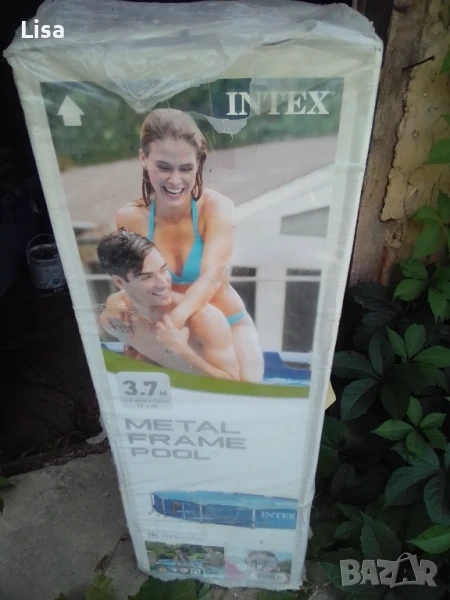 Lisa
INTEX
3.7 M
METAL
FRAME
POOL
INTEX
BAZAR